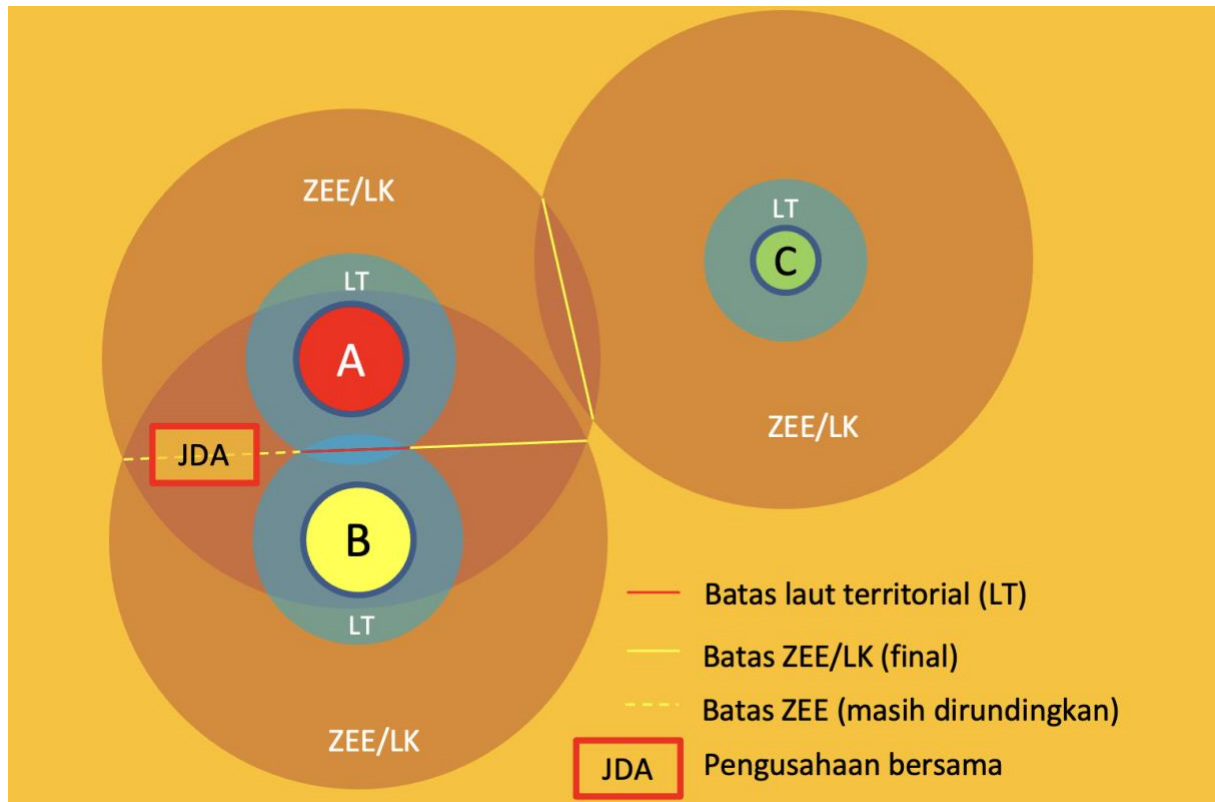 ZEE/LK
LT
A
LT
C
JDA
ZEE/LK
B
LT
ZEE/LK
Batas laut territorial (LT)
Batas ZEE/LK (final)
Batas ZEE (masih dirundingkan)
JDA Pengusahaan bersama